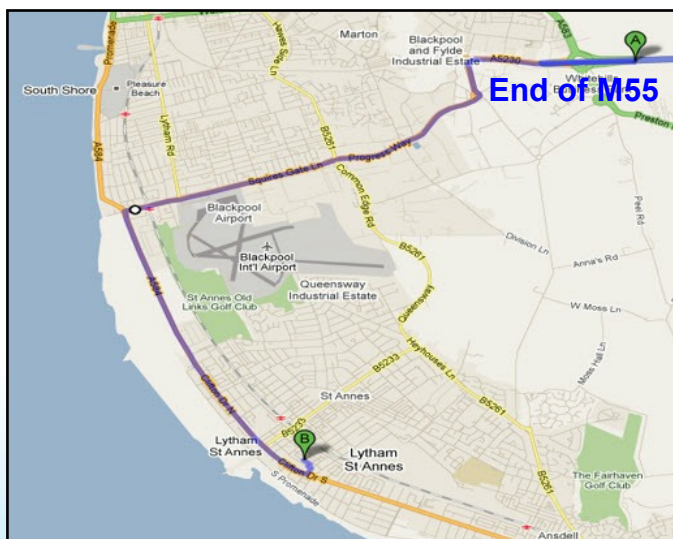 Promenade
Marton
Blackpool
and Fylde
Industrial Estate
A5230
A583
A
Hawes Side Ln
End of M55
South Shore
Pleasure
Beach
Lytham Rd
B5261
Preston
A584
Squires Gate Ln
Progress Way
Common Edge Rd
Peel Rd
Blackpool
Airport
Blackpool
Int'l Airport
B5261
Division Ln
Anna's Rd
Queensway
Industrial Estate
St Annes Old
Links Golf Club
A584
Queensway
W Moss Ln
Moss Hall Ln
Heyhouses Ln
B5233
Clifton Dr N
St Annes
B5261
B5233
B
Lytham
St Annes
Lytham
St Annes
Clifton Dr S
S Promenade
B5261
The Fairhaven
Golf Club
Ansdell